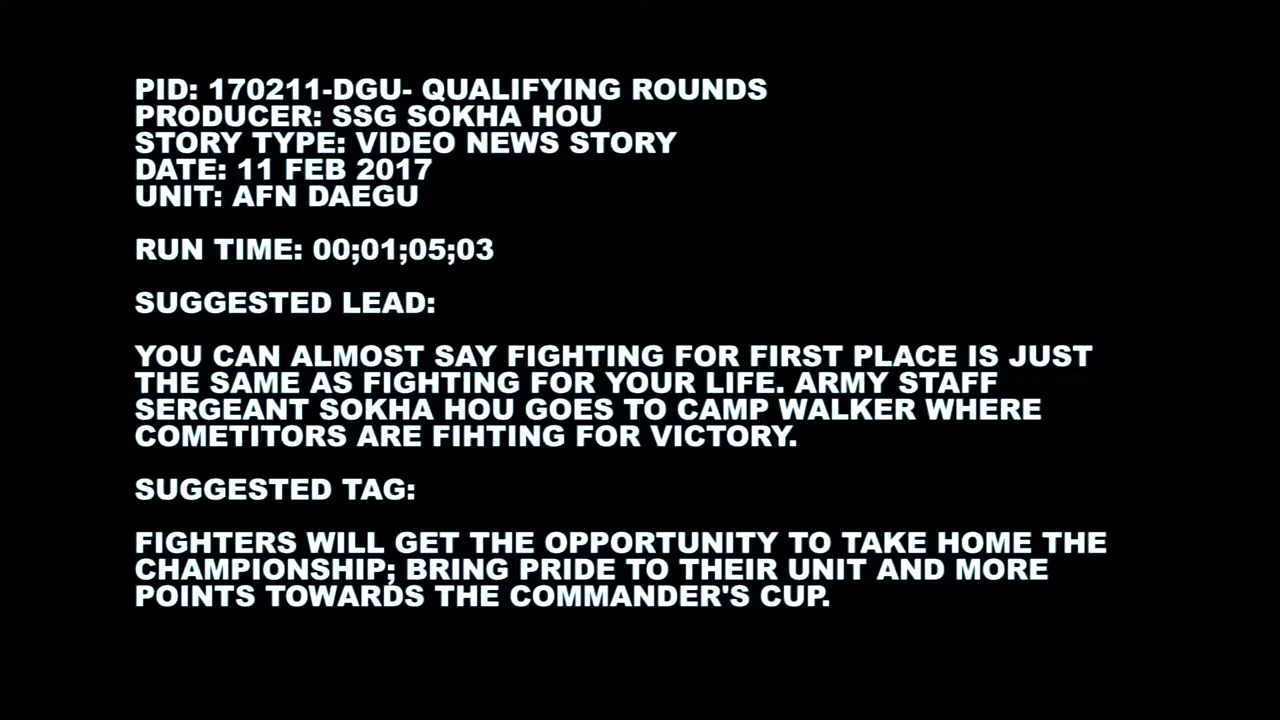 PID: 170211-DGU- QUALIFYING ROUNDS
PRODUCER: SSG SOKHA HOU
STORY TYPE: VIDEO NEWS STORY
DATE: 11 FEB 2017
UNIT: AFN DAEGU
RUN TIME: 00;01;05;03
SUGGESTED LEAD:
YOU CAN ALMOST SAY FIGHTING FOR FIRST PLACE IS JUST
THE SAME AS FIGHTING FOR YOUR LIFE. ARMY STAFF
SERGEANT SOKHA HOU GOES TO CAMP WALKER WHERE
COMETITORS ARE FIHTING FOR VICTORY.
SUGGESTED TAG:
FIGHTERS WILL GET THE OPPORTUNITY TO TAKE HOME THE
CHAMPIONSHIP; BRING PRIDE TO THEIR UNIT AND MORE
POINTS TOWARDS THE COMMANDER'S CUP.